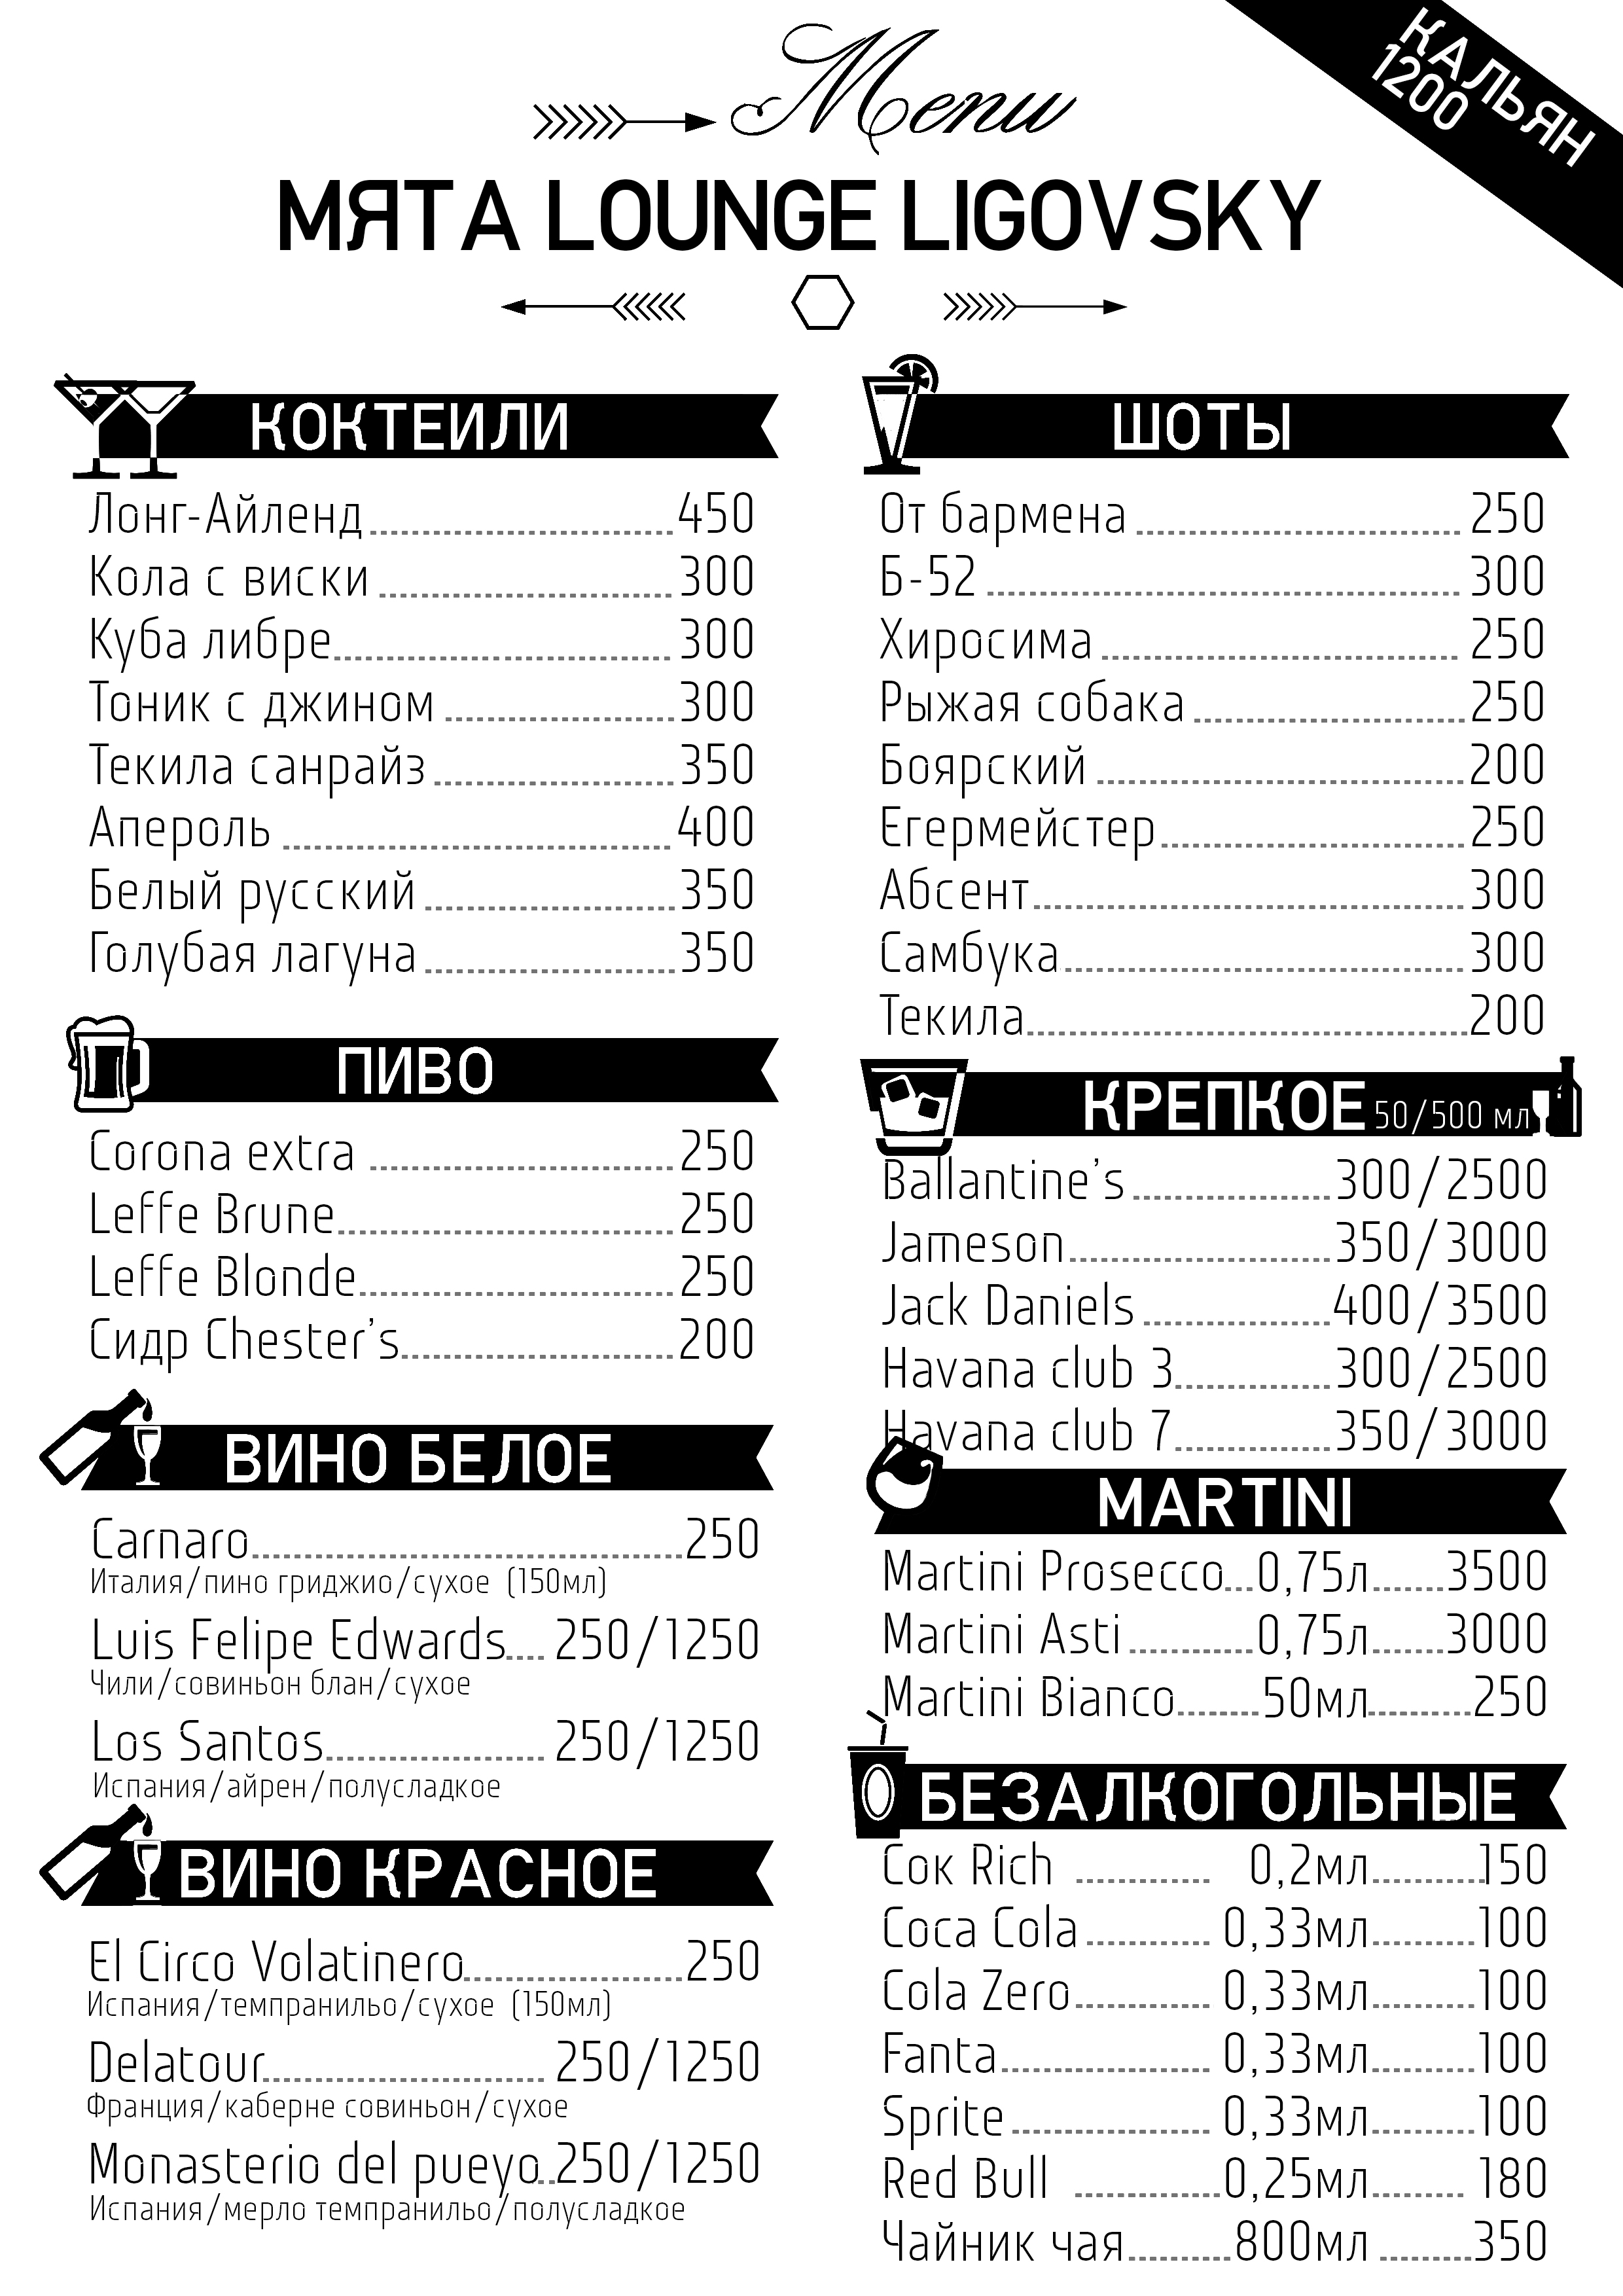 Menu
КАЛЬЯН
1200
МЯТА LOUNGE LIGOVSKY
КОКТЕИЛИ
Лонг-Айленд 450
Кола с виски 300
Куба либре 300
Тоник с джином 300
Текила санрайз 350
Апероль 400
Белый русский 350
Голубая лагуна 350
ПИВО
Corona extra 250
Leffe Brune 250
Leffe Blonde 250
Сидр Chester’s 200
ВИНО БЕЛОЕ
Carnaro 250
Италия/пино гриджио/сухое (150мл)
Luis Felipe Edwards 250/1250
Чили/совиньон блан/сухое
Los Santos 250/1250
Испания/айрен/полусладкое
ВИНО КРАСНОЕ
El Circo Volatinero 250
Испания/темпранильо/сухое (150мл)
Delatour 250/1250
Франция/каберне совиньон/сухое
Monasterio del pueyo 250/1250
Испания/мерло темпранильо/полусладкое
ШОТЫ
От бармена 250
Б-52 300
Хиросима 250
Рыжая собака 250
Боярский 200
Егермейстер 250
Абсент 300
Самбука 300
Текила 200
КРЕПКОЕ 50/500 мл
Ballantine’s 300/2500
Jameson 350/3000
Jack Daniels 400/3500
Havana club 3 300/2500
Havana club 7 350/3000
MARTINI
Martini Prosecco 0,75л 3500
Martini Asti 0,75л 3000
Martini Bianco 50мл 250
БЕЗАЛКОГОЛЬНЫЕ
Сок Rich 0,2мл 150
Coca Cola 0,33мл 100
Cola Zero 0,33мл 100
Fanta 0,33мл 100
Sprite 0,33мл 100
Red Bull 0,25мл 180
Чайник чая 800мл 350